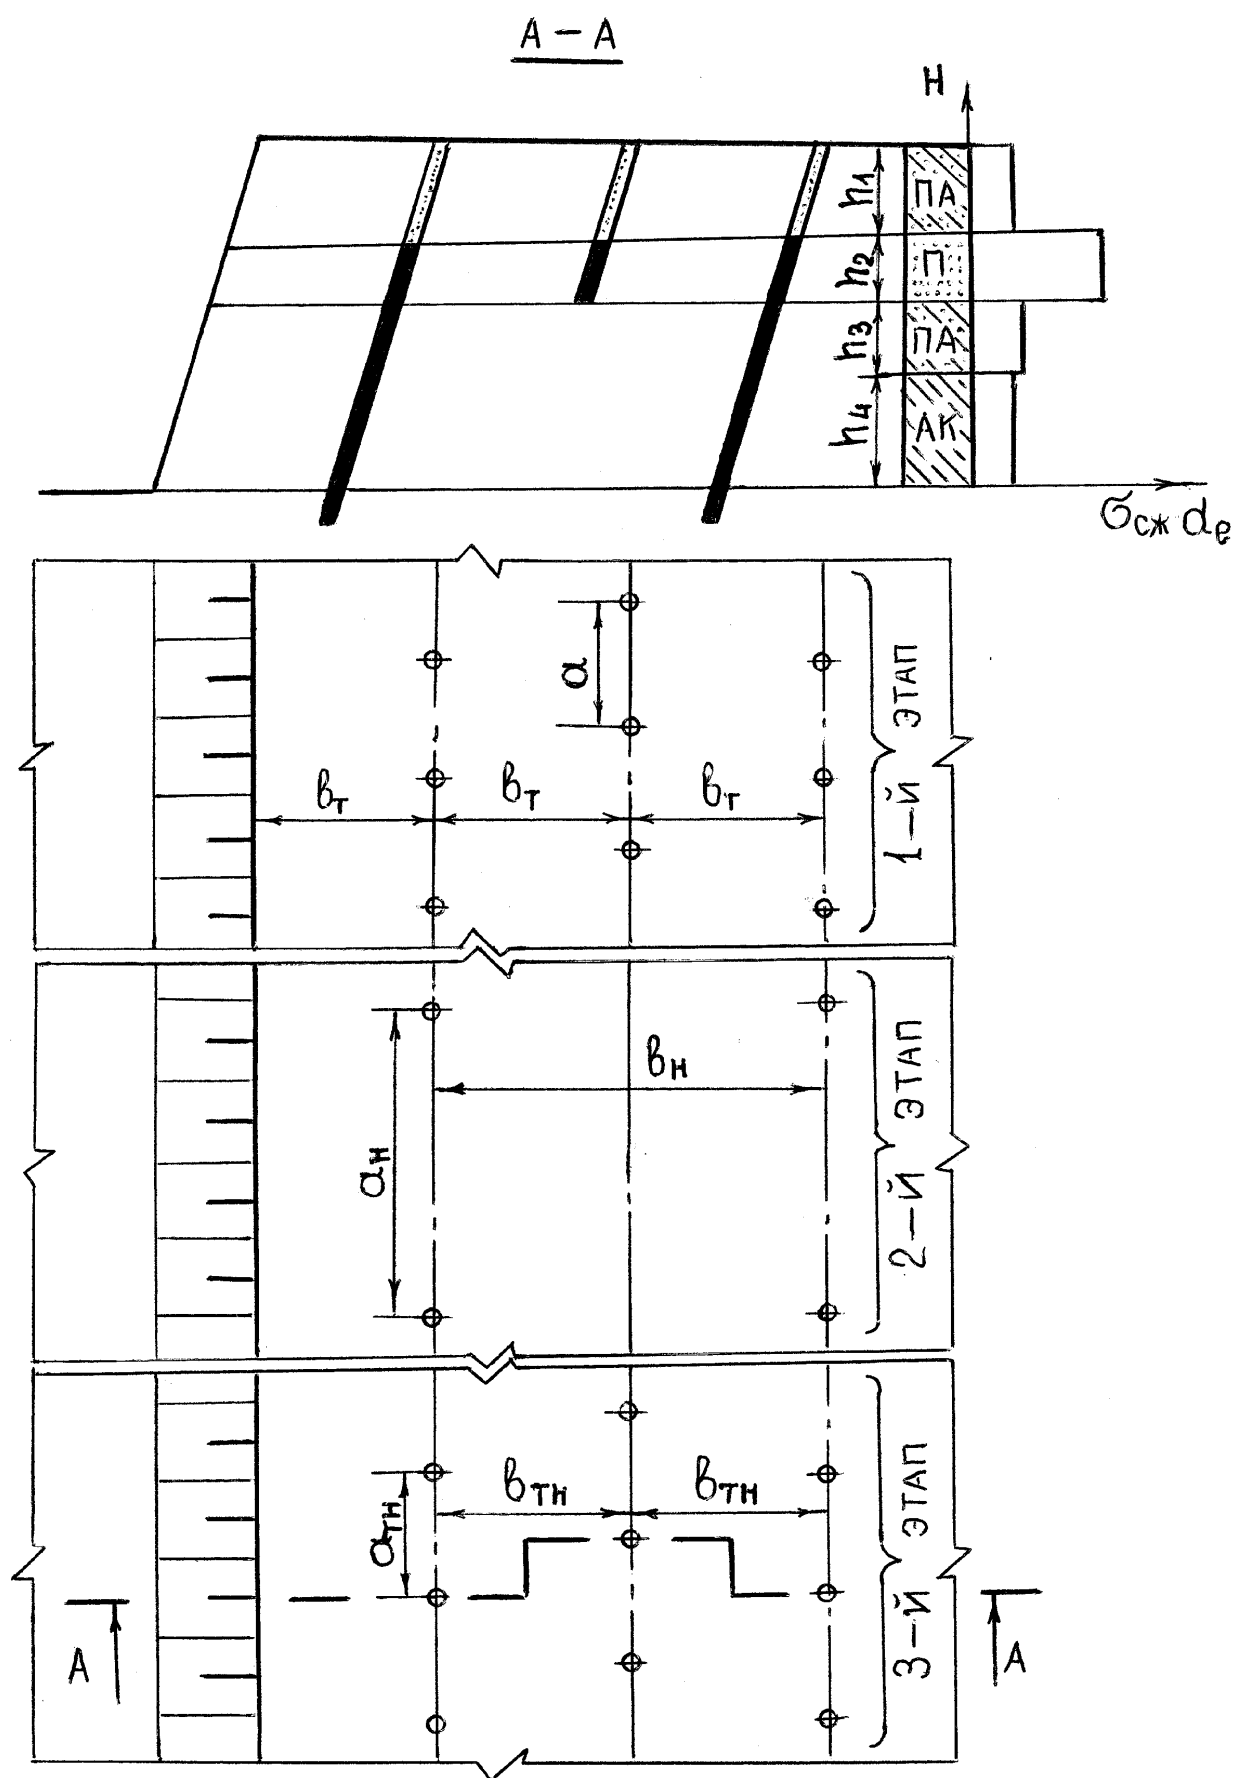 А – А
Н
h1
ПА
h2
П
h3
ПА
h4
АК
σсж de
а
вт
вт
вт
1–й ЭТАП
вн
ан
2–й ЭТАП
втн
втн
атн
3–й ЭТАП
А
А